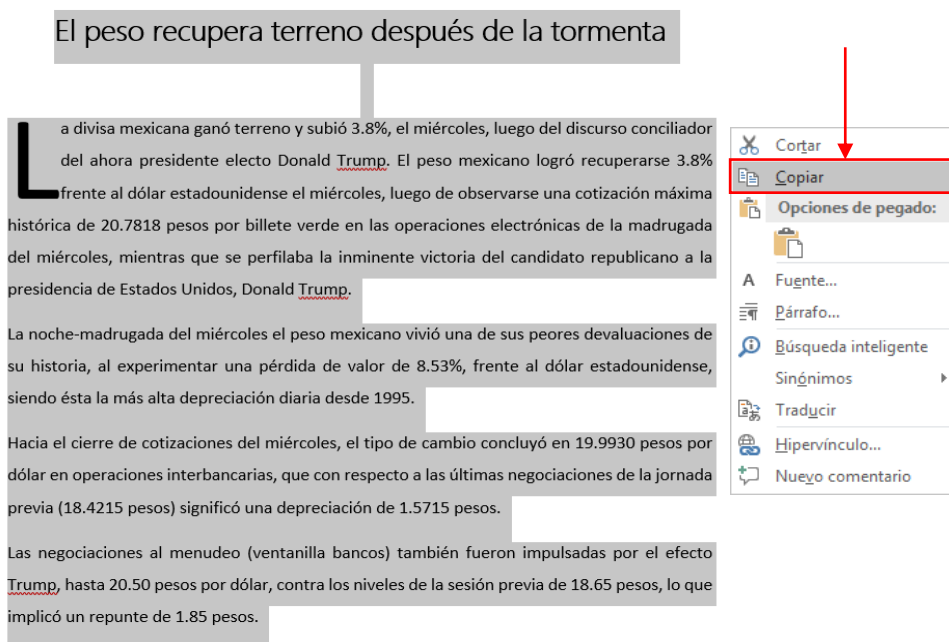 El peso recupera terreno después de la tormenta
La divisa mexicana ganó terreno y subió 3.8%, el miércoles, luego del discurso conciliador
del ahora presidente electo Donald Trump. El peso mexicano logró recuperarse 3.8%
frente al dólar estadounidense el niércoles, luego de observarse una cotización máxima
histórica de 20.7818 pesos por billete verde en las operaciones electrónicas de la madrugada
del miércoles, mientras que se perfilaba la inminente victoria del candidato republicano a la
presidencia de Estados Unidos, Donald Trump.
La noche-madrugada del miércoles el peso mexicano vivió una de sus peores devaluaciones de
su historia, al experimentar una pérdida de valor de 8.53%, frente al dólar estadounidense,
siendo ésta la más alta depreciación diaria desde 1995.
Hacia el cierre de cotizaciones del miércoles, el tipo de cambio concluyó en 19.9930 pesos por
dólar en operaciones interbancarias, que con respecto a las últimas negociaciones de la jornada
previa (18.4215 pesos) significó una depreciación de 1.5715 pesos.
Las negociaciones al menudeo (ventanilla bancos) también fueron impulsadas por el efecto
Trump, hasta 20.50 pesos por dólar, contra los niveles de la sesión previa de 18.65 pesos, lo que
implicó un repunte de 1.85 pesos.
Cortar
Copiar
Opciones de pegado:
Fuente...
Párrafo...
Búsqueda inteligente
Sinónimos
Traducir
Hipervínculo...
Nuevo comentario